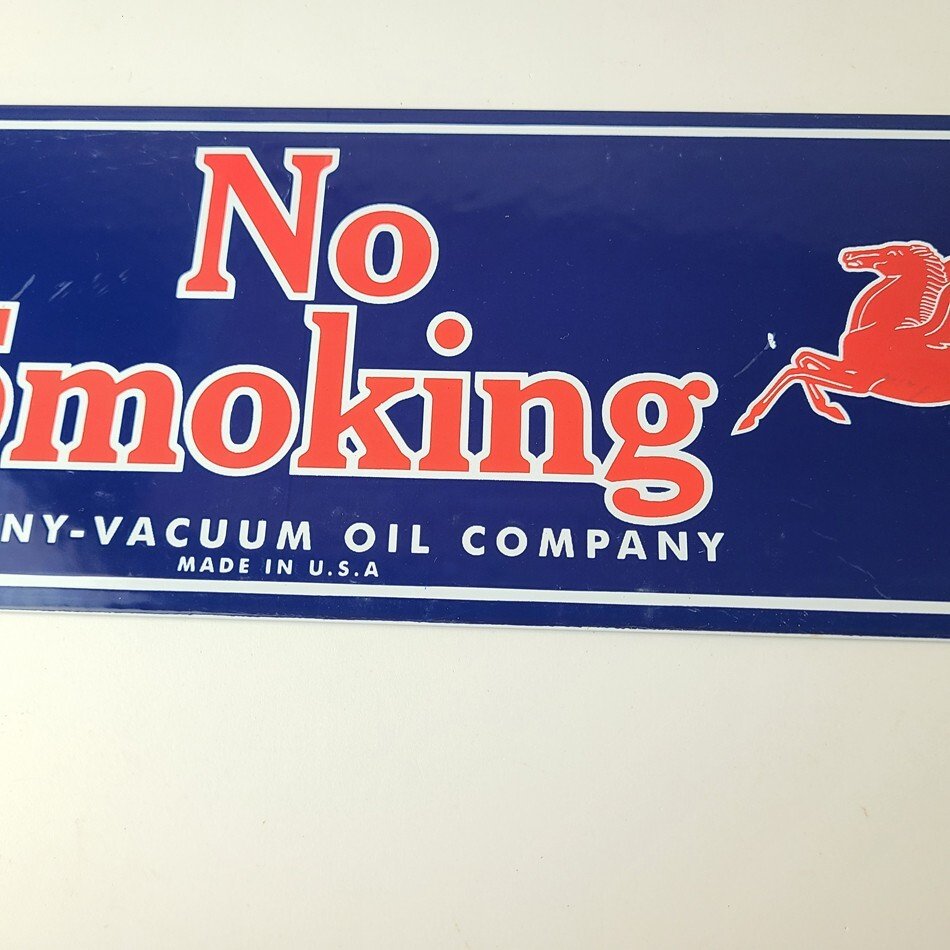 No
Smoking
NY-VACUUM OIL COMPANY
MADE IN U.S.A